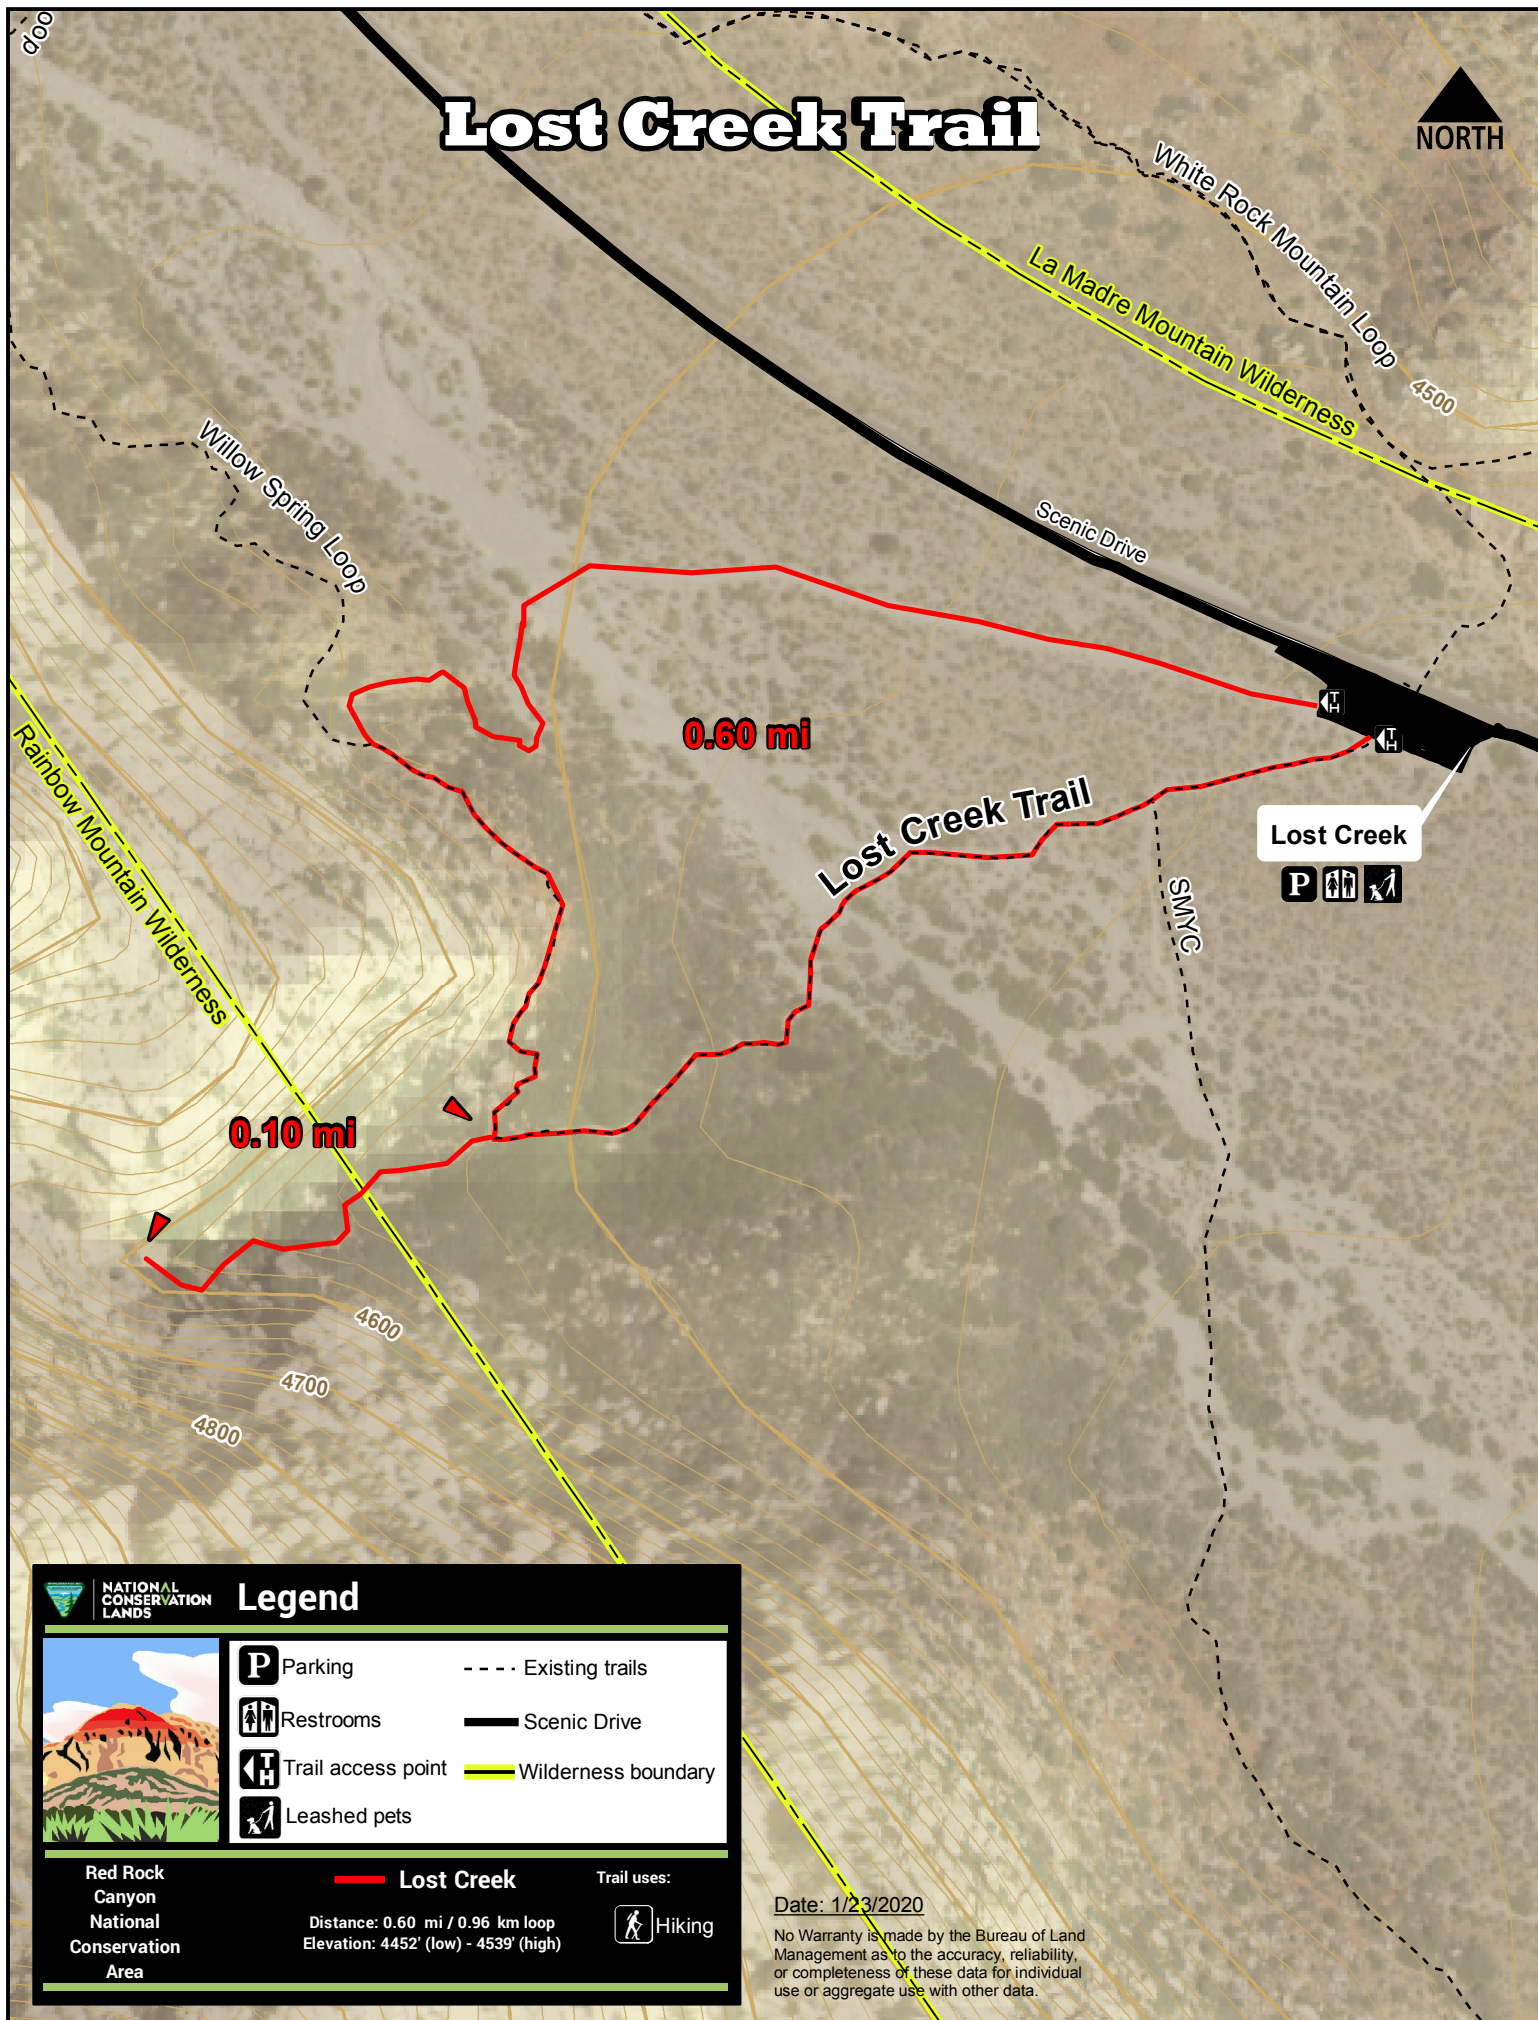 doo
Lost Creek Trail
NORTH
White Rock Mountain Loop
La Madre Mountain Wilderness
4500
Willow Spring Loop
Scenic Drive
T
H
0.60 mi
T
H
Rainbow Mountain Wilderness
Lost Creek Trail
Lost Creek
P
SMYC
0.10 mi
4600
4700
4800
NATIONAL
CONSERVATION
LANDS
Legend
P Parking
Existing trails
Restrooms
Scenic Drive
TH Trail access point
Wilderness boundary
Leashed pets
Red Rock
Canyon
National
Conservation
Area
Lost Creek
Distance: 0.60 mi / 0.96 km loop
Elevation: 4452' (low) - 4539' (high)
Trail uses:
Hiking
Date: 1/23/2020
No Warranty is made by the Bureau of Land
Management as to the accuracy, reliability,
or completeness of these data for individual
use or aggregate use with other data.